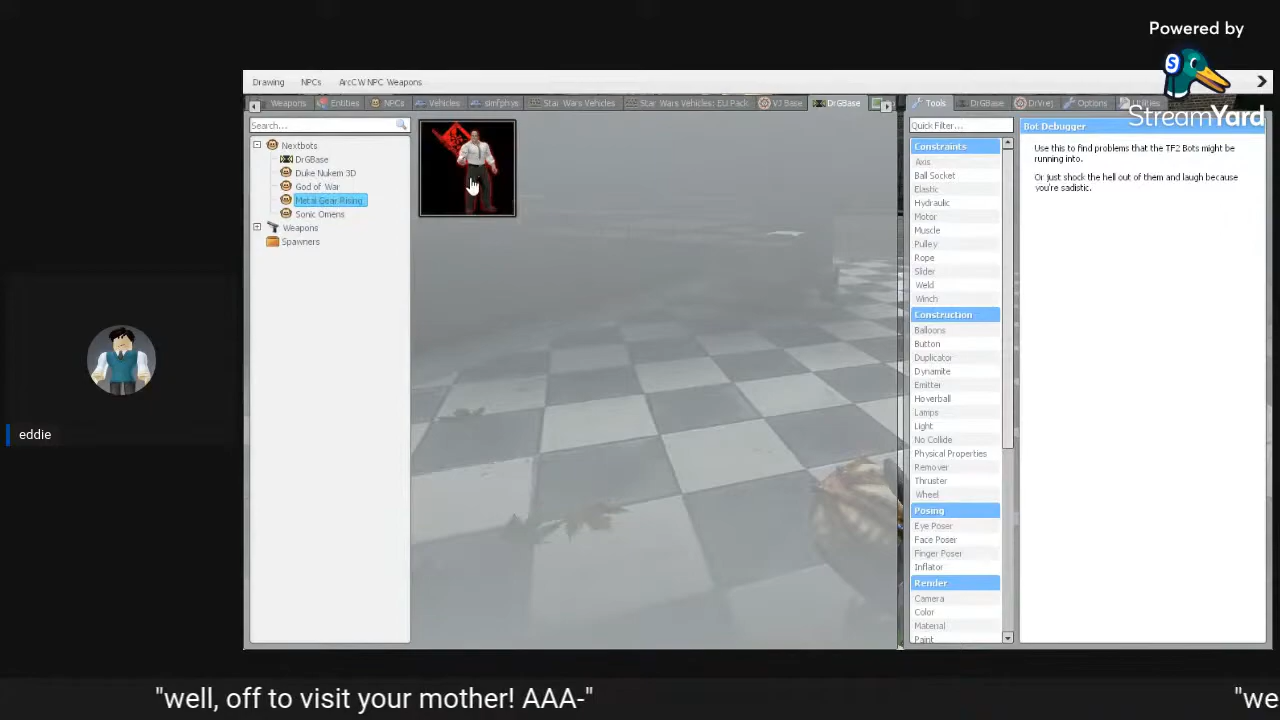 Powered by
S
StreamYard
Drawing NPCs ArcCW NPC Weapons
Weapons Entities NPCs Vehicles simfphys Star Wars Vehicles Star Wars Vehicles: EU Pack VJ Base DrGBase
Tools DrGBase DrVrej Options Utilities
Search...
Nextbots
DrGBase
Duke Nukem 3D
God of War
Metal Gear Rising
Sonic Omens
Weapons
Spawners
Quick Filter...
Constraints
Axis
Ball Socket
Elastic
Hydraulic
Motor
Muscle
Pulley
Rope
Slider
Weld
Winch
Construction
Balloons
Button
Duplicator
Dynamite
Emitter
Hoverball
Lamps
Light
No Collide
Physical Properties
Remover
Thruster
Wheel
Posing
Eye Poser
Face Poser
Finger Poser
Inflator
Render
Camera
Color
Material
Paint
Bot Debugger
Use this to find problems that the TF2 Bots might be
running into.
Or just shock the hell out of them and laugh because
you're sadistic.
eddie
"well, off to visit your mother! AAA-"
"we